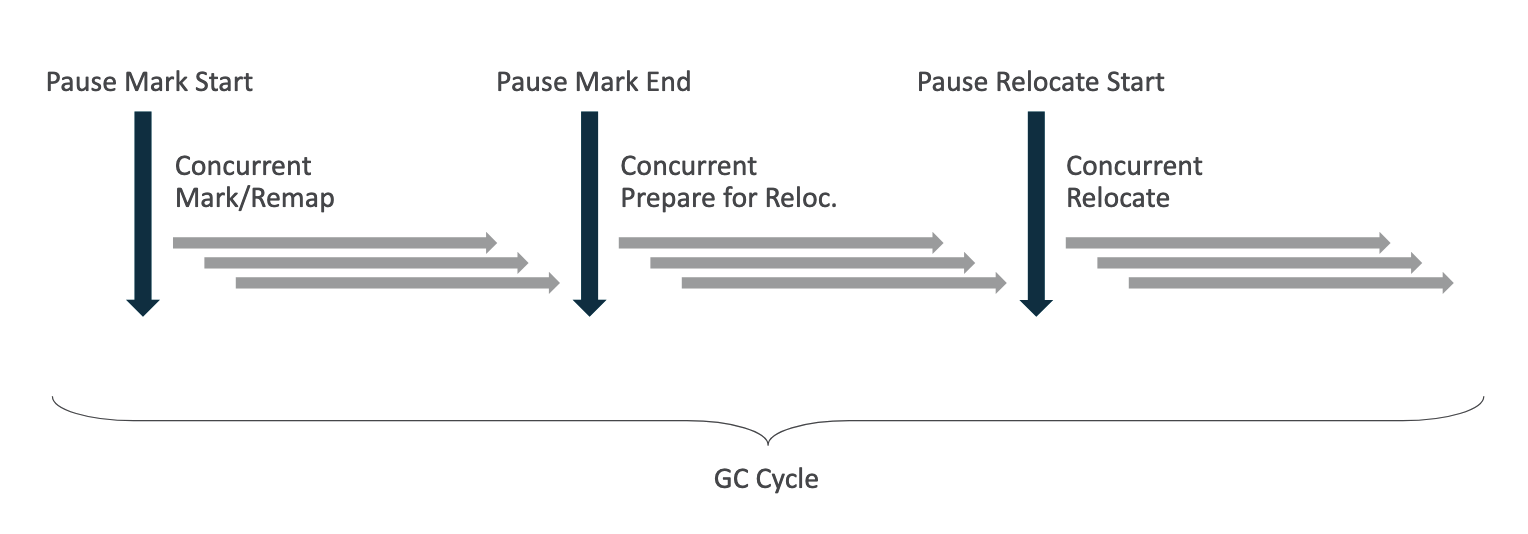 Pause Mark Start
Pause Mark End
Pause Relocate Start
Concurrent
Mark/Remap
Concurrent
Prepare for Reloc.
Concurrent
Relocate
GC Cycle